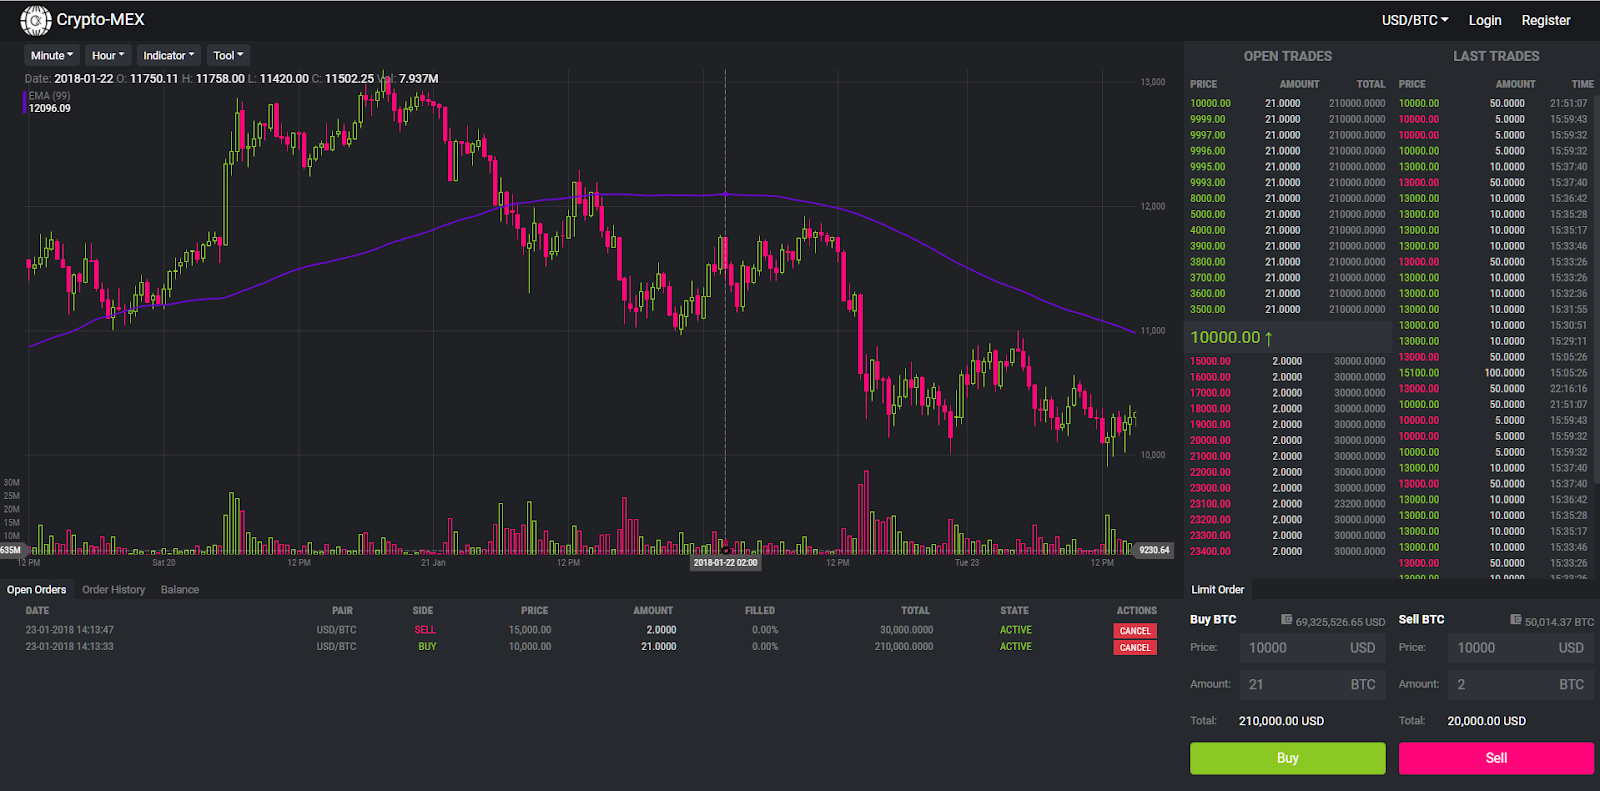 Crypto-MEX
USD/BTC Login Register
Minute Hour Indicator Tool
Date: 2018-01-22 O: 11750.11 H: 11758.00 L: 11420.00 C: 11502.25 Vol: 7.937M
EMA (99)
12096.09
13,000
12,000
11,000
10,000
30M
25M
20M
15M
10M
635M
9230.64
12 PM Sat 20 12 PM 21 Jan 12 PM 2018-01-22 02:00 12 PM Tue 23 12 PM
OPEN TRADES
PRICE AMOUNT TOTAL
10000.00 21.0000 210000.0000
9999.00 21.0000 210000.0000
9997.00 21.0000 210000.0000
9996.00 21.0000 210000.0000
9995.00 21.0000 210000.0000
9993.00 21.0000 210000.0000
8000.00 21.0000 210000.0000
5000.00 21.0000 210000.0000
4000.00 21.0000 210000.0000
3900.00 21.0000 210000.0000
3800.00 21.0000 210000.0000
3700.00 21.0000 210000.0000
3600.00 21.0000 210000.0000
3500.00 21.0000 210000.0000
10000.00 ↑
15000.00 2.0000 30000.0000
16000.00 2.0000 30000.0000
17000.00 2.0000 30000.0000
18000.00 2.0000 30000.0000
19000.00 2.0000 30000.0000
20000.00 2.0000 30000.0000
21000.00 2.0000 30000.0000
22000.00 2.0000 30000.0000
23000.00 2.0000 30000.0000
23100.00 2.0000 23200.0000
23200.00 2.0000 30000.0000
23300.00 2.0000 30000.0000
23400.00 2.0000 30000.0000
LAST TRADES
PRICE AMOUNT TIME
10000.00 50.0000 21:51:07
10000.00 5.0000 15:59:43
10000.00 5.0000 15:59:32
10000.00 5.0000 15:59:32
13000.00 10.0000 15:37:40
13000.00 50.0000 15:37:40
13000.00 10.0000 15:36:42
13000.00 10.0000 15:35:28
13000.00 10.0000 15:35:17
13000.00 10.0000 15:33:46
13000.00 50.0000 15:33:26
13000.00 10.0000 15:33:26
13000.00 10.0000 15:32:36
13000.00 10.0000 15:31:55
13000.00 10.0000 15:30:51
13000.00 10.0000 15:29:11
13000.00 50.0000 15:05:26
15100.00 100.0000 15:05:26
13000.00 50.0000 22:16:16
10000.00 50.0000 21:51:07
10000.00 5.0000 15:59:43
10000.00 5.0000 15:59:32
10000.00 5.0000 15:59:32
13000.00 10.0000 15:37:40
13000.00 50.0000 15:37:40
13000.00 10.0000 15:36:42
13000.00 10.0000 15:35:28
13000.00 10.0000 15:35:17
13000.00 10.0000 15:33:46
13000.00 50.0000 15:33:26
13000.00 10.0000 15:33:26
Open Orders Order History Balance
DATE PAIR SIDE PRICE AMOUNT FILLED TOTAL STATE ACTIONS
23-01-2018 14:13:47 USD/BTC SELL 15,000.00 2.0000 0.00% 30,000.0000 ACTIVE CANCEL
23-01-2018 14:13:33 USD/BTC BUY 10,000.00 21.0000 0.00% 210,000.0000 ACTIVE CANCEL
Limit Order
Buy BTC 69,325,526.65 USD
Price: 10000 USD
Amount: 21 BTC
Total: 210,000.00 USD
Buy
Sell BTC 50,014.37 BTC
Price: 10000 USD
Amount: 2 BTC
Total: 20,000.00 USD
Sell